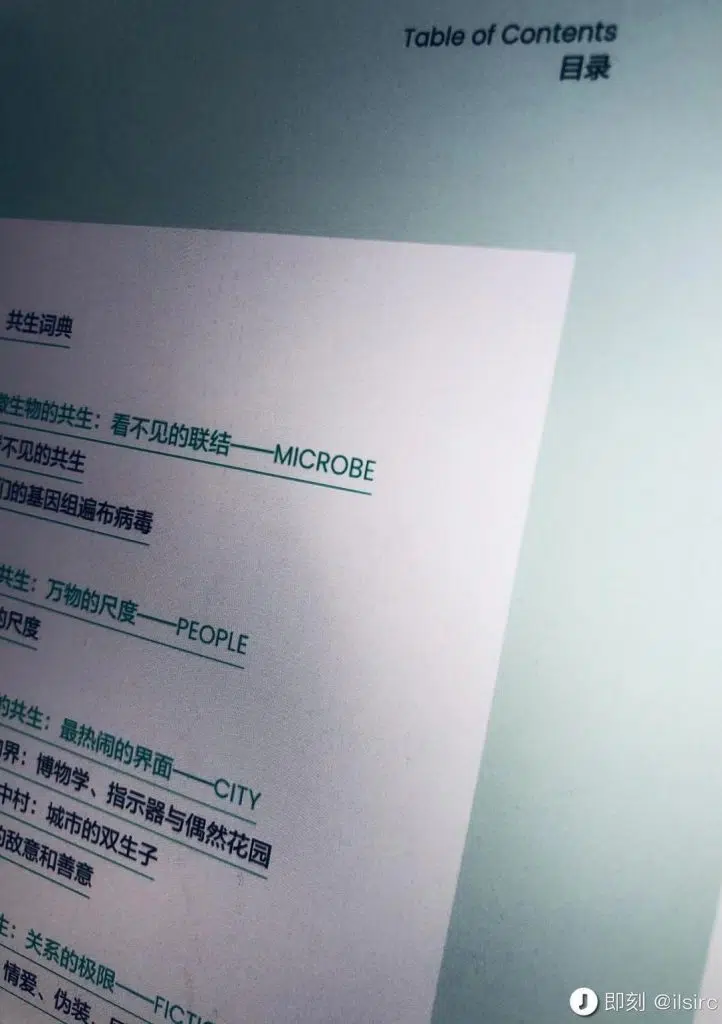 Table of Contents
目录
共生词典
微生物的共生：看不见的联结——MICROBE
不见的共生
们的基因组遍布病毒
共生：万物的尺度——PEOPLE
的尺度
的共生：最热闹的界面——CITY
界：博物学、指示器与偶然花园
中村：城市的双生子
的敌意和善意
生：关系的极限——FICTIO
情爱、伪装、
即刻 @ilsirc